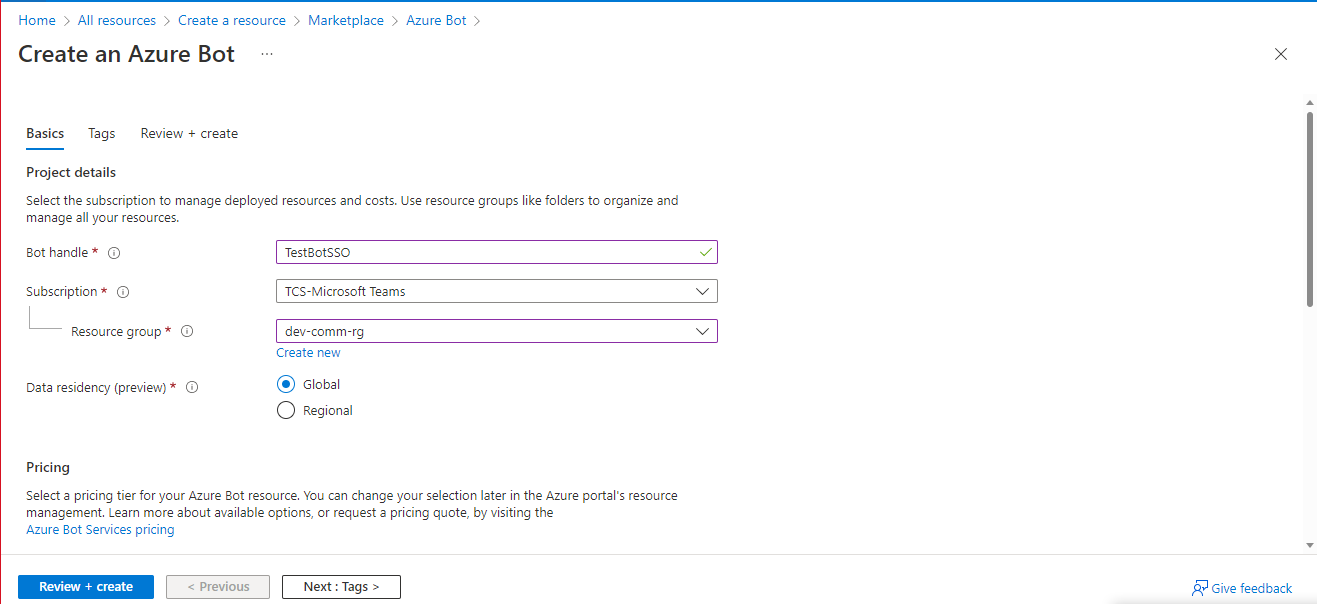 Home > All resources > Create a resource > Marketplace > Azure Bot >
Create an Azure Bot ...
Basics Tags Review + create
Project details
Select the subscription to manage deployed resources and costs. Use resource groups like folders to organize and
manage all your resources.
Bot handle * TestBotSSO
Subscription * TCS-Microsoft Teams
Resource group * dev-comm-rg
Create new
Data residency (preview) * Global
Regional
Pricing
Select a pricing tier for your Azure Bot resource. You can change your selection later in the Azure portal's resource
management. Learn more about available options, or request a pricing quote, by visiting the
Azure Bot Services pricing
Review + create < Previous Next : Tags > Give feedback